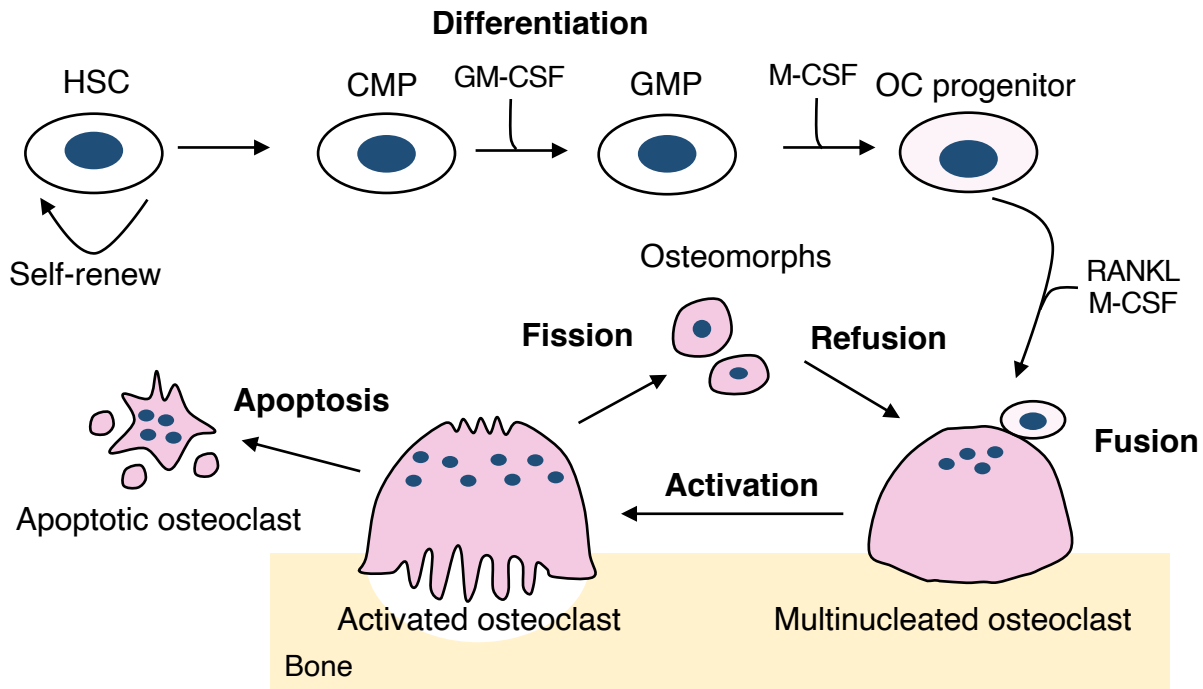 Differentiation
HSC
CMP
GM-CSF
GMP
M-CSF
OC progenitor
Self-renew
Osteomorphs
RANKL
M-CSF
Fission
Refusion
Apoptosis
Fusion
Activation
Apoptotic osteoclast
Activated osteoclast
Multinucleated osteoclast
Bone